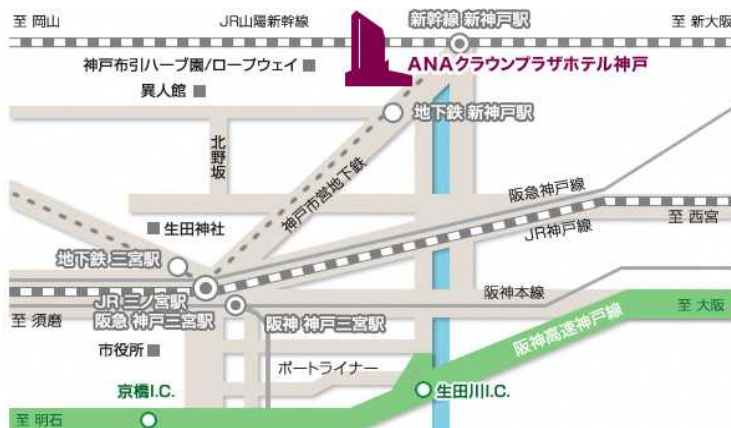 至 岡山
JR山陽新幹線
新幹線 新神戸駅
至 新大阪
神戸布引ハーブ園/ロープウェイ
ANAクラウンプラザホテル神戸
異人館
地下鉄 新神戸駅
北野坂
神戸市営地下鉄
阪急神戸線
生田神社
JR神戸線
至 西宮
地下鉄 三宮駅
JR 三ノ宮駅
阪神本線
至 須磨
阪急 神戸三宮駅
阪神 神戸三宮駅
至 大阪
阪神高速神戸線
市役所
ポートライナー
京橋I.C.
生田川I.C.
至 明石